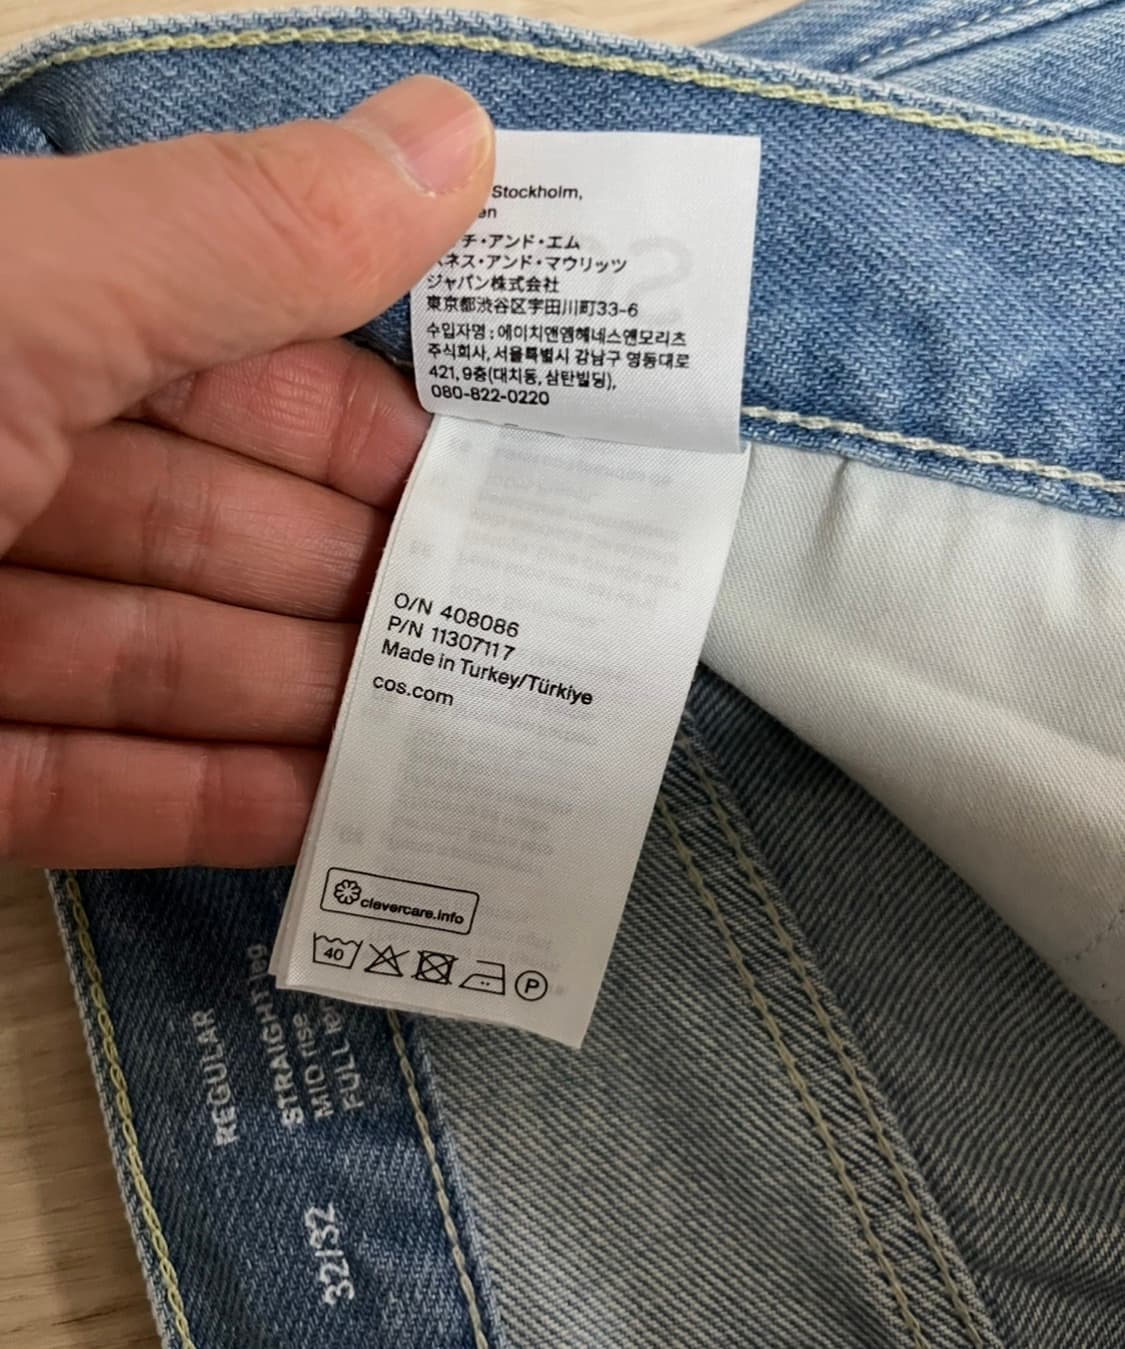 Stockholm,
チ・アンド・エム
ネス・アンド・マウリッツ
ジャパン株式会社
東京都渋谷区宇田川町33-6
수입자명 : 에이치앤엠헤네스앤모리츠
주식회사, 서울특별시 강남구 영동대로
421, 9층(대치동, 삼탄빌딩),
080-822-0220
O/N 408086
P/N 11307117
Made in Turkey/Türkiye
cos.com
clevercare.info
40
P
REGULAR
STRAIGHT leg
MID rise
FULL
32/32